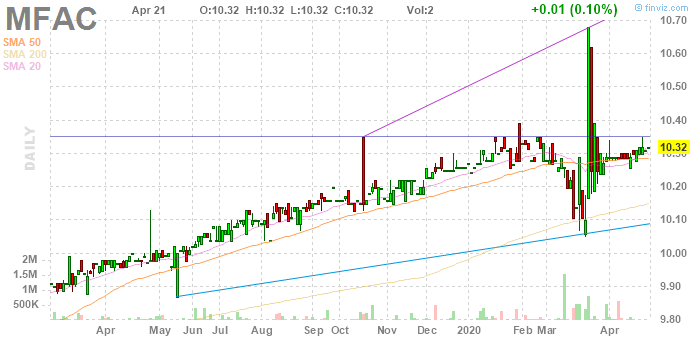 MFAC Apr 21 O:10.32 H:10.32 L:10.32 C:10.32 Vol:2 +0.01 (0.10%) finviz.com
SMA 50
SMA 200
SMA 20
DAILY
10.70
10.60
10.50
10.40
10.32
10.30
10.20
10.10
10.00
9.90
9.80
2M
1.5M
1M
500K
Apr May Jun Jul Aug Sep Oct Nov Dec 2020 Feb Mar Apr